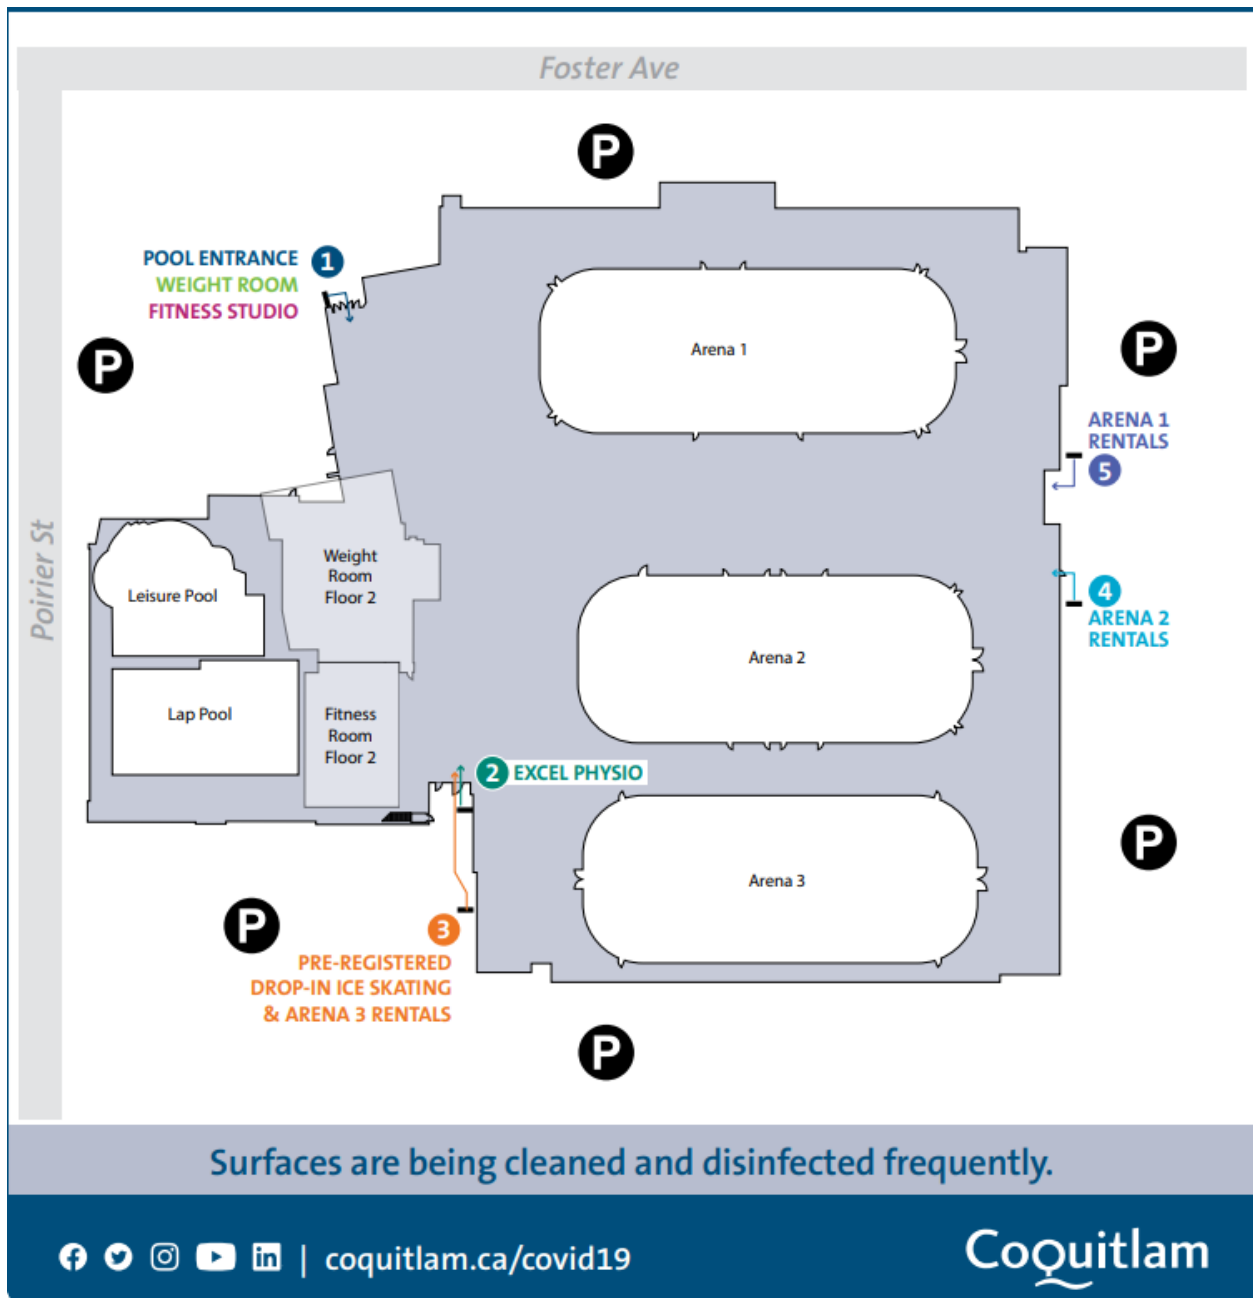 Foster Ave
P
POOL ENTRANCE 1
WEIGHT ROOM
FITNESS STUDIO
P
P
Arena 1
ARENA 1
RENTALS
5
Poirier St
Weight
Room
Floor 2
Leisure Pool
4
ARENA 2
RENTALS
Arena 2
Lap Pool
Fitness
Room
Floor 2
2 EXCEL PHYSIO
P
Arena 3
P
3
PRE-REGISTERED
DROP-IN ICE SKATING
& ARENA 3 RENTALS
P
Surfaces are being cleaned and disinfected frequently.
in | coquitlam.ca/covid19
Coquitlam